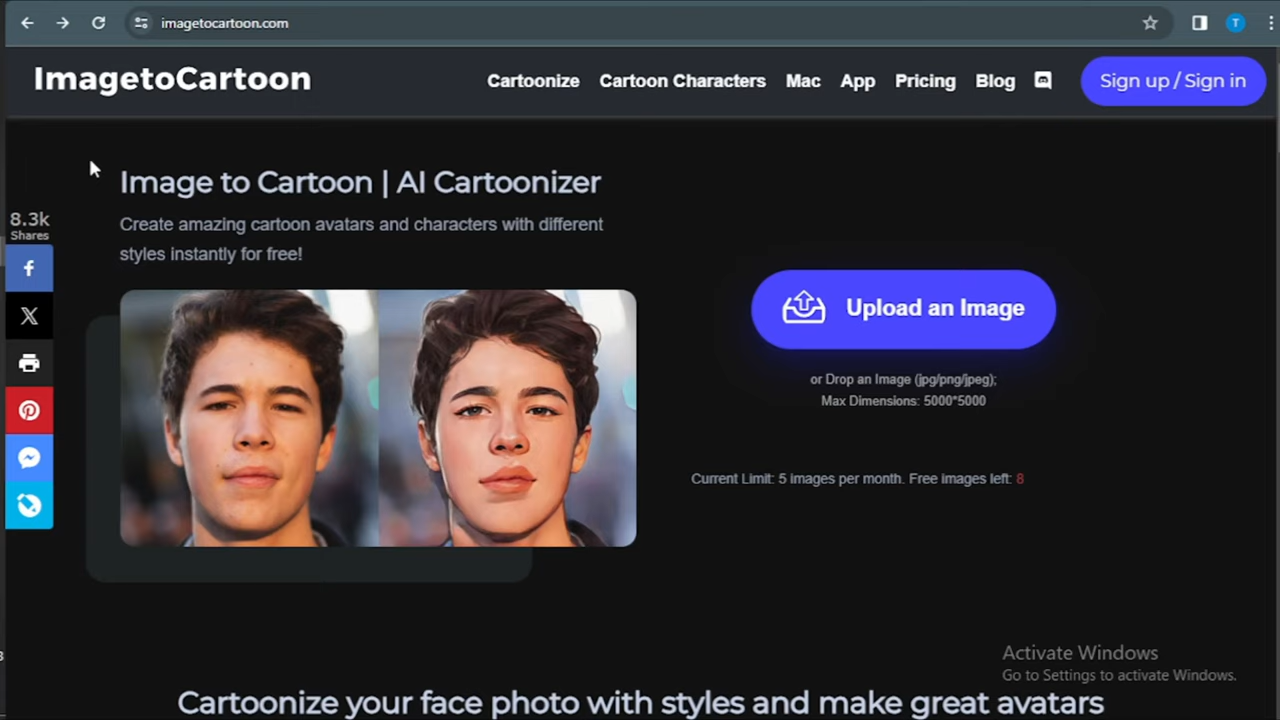 imagetocartoon.com
T
ImagetoCartoon
Cartoonize Cartoon Characters Mac App Pricing Blog Sign up / Sign in
Image to Cartoon | AI Cartoonizer
Create amazing cartoon avatars and characters with different
styles instantly for free!
8.3k
Shares
Upload an Image
or Drop an Image (jpg/png/jpeg);
Max Dimensions: 5000*5000
Current Limit: 5 images per month. Free images left: 8
Activate Windows
Go to Settings to activate Windows.
Cartoonize your face photo with styles and make great avatars